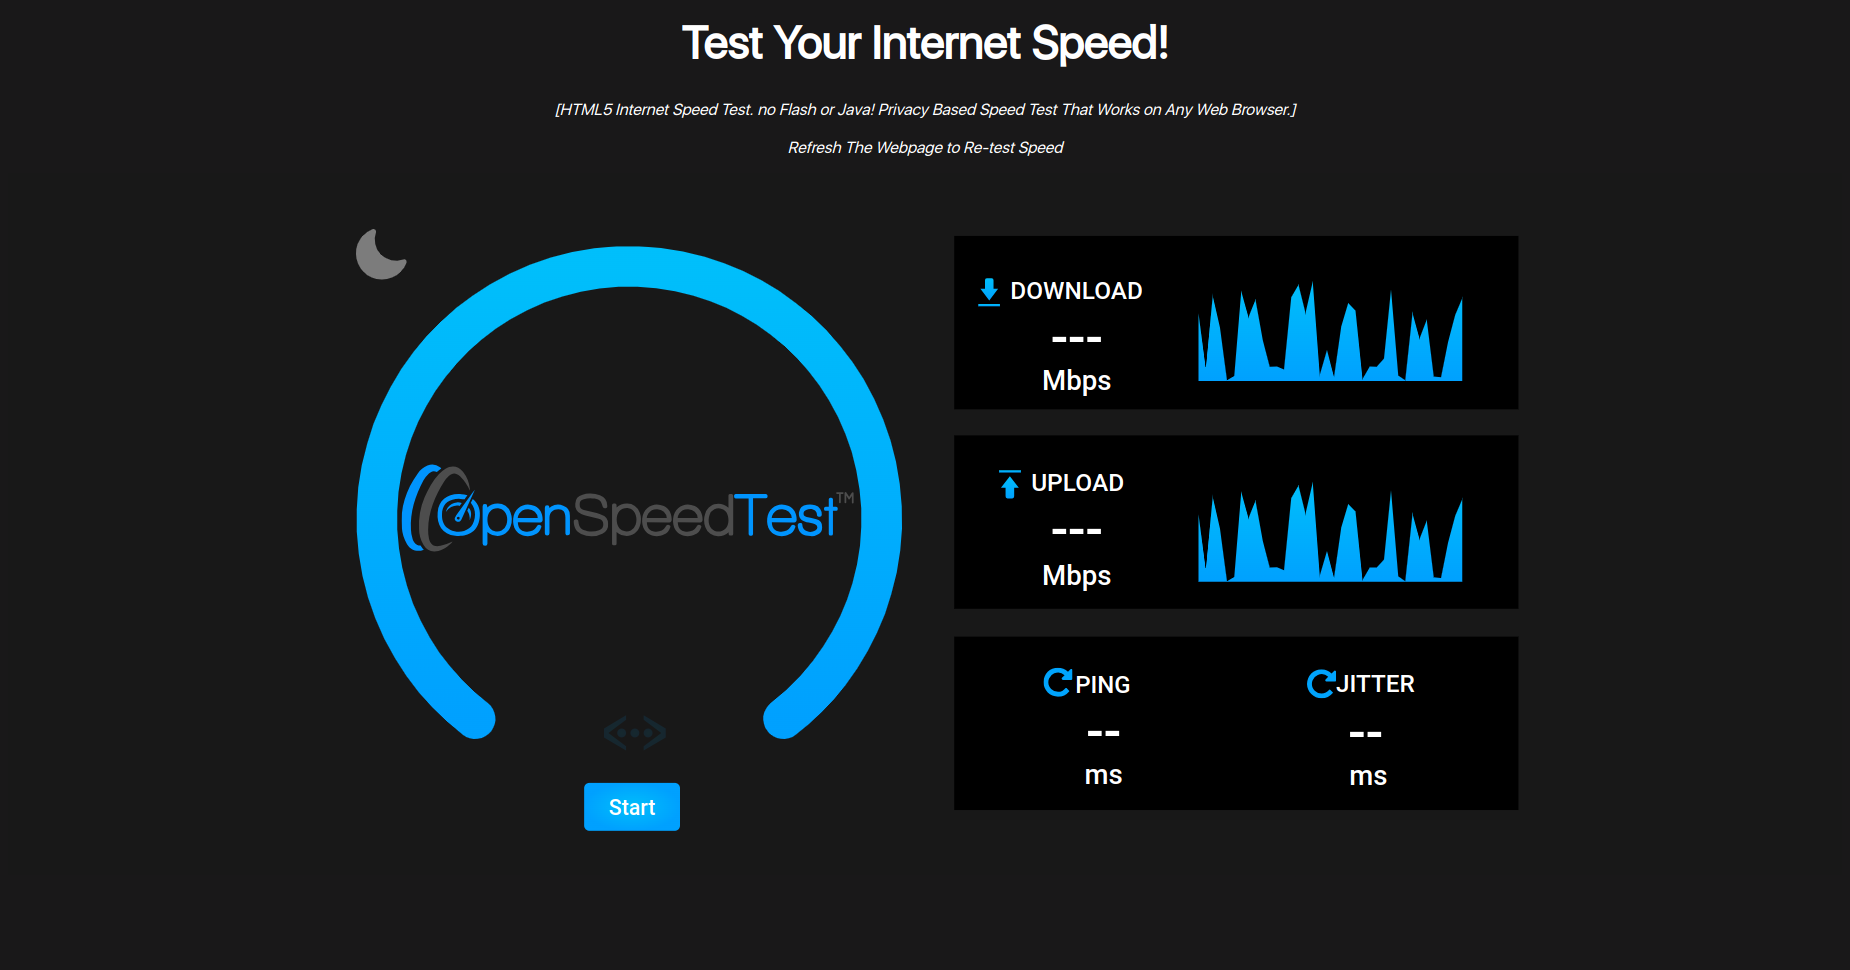 Test Your Internet Speed!
[HTML5 Internet Speed Test. no Flash or Java! Privacy Based Speed Test That Works on Any Web Browser.]
Refresh The Webpage to Re-test Speed
OpenSpeedTest™
Start
DOWNLOAD
---
Mbps
UPLOAD
---
Mbps
PING
--
ms
JITTER
--
ms